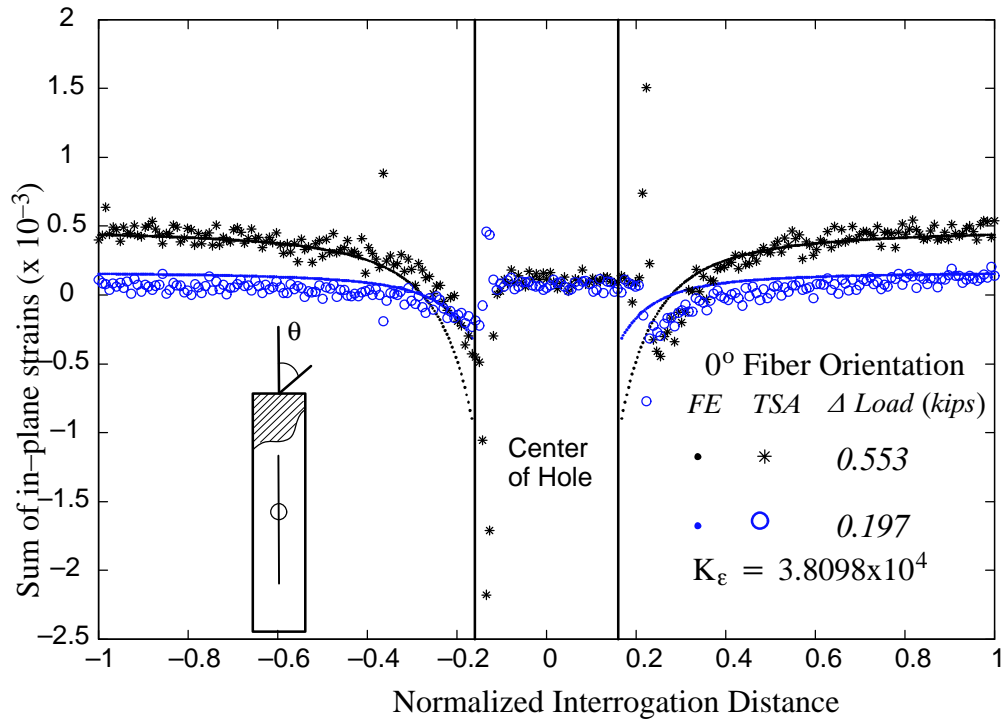 2
1.5
1
0.5
0
–0.5
–1
–1.5
–2
–2.5
Sum of in–plane strains (x 10⁻³)
θ
Center
of Hole
0º Fiber Orientation
FE TSA Δ Load (kips)
0.553
0.197
K_ε = 3.8098x10⁴
–1 –0.8 –0.6 –0.4 –0.2 0 0.2 0.4 0.6 0.8 1
Normalized Interrogation Distance